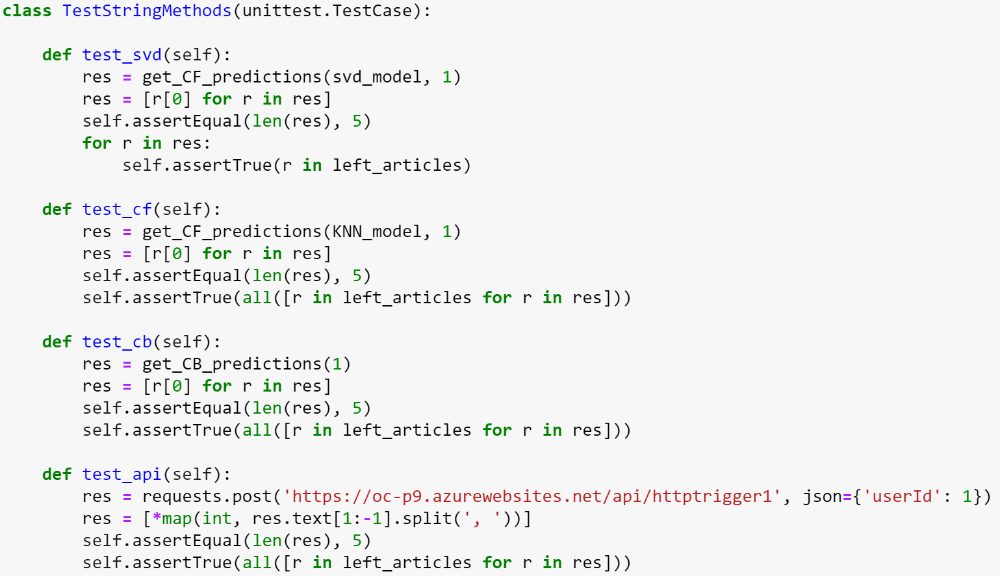 class TestStringMethods(unittest.TestCase):

    def test_svd(self):
        res = get_CF_predictions(svd_model, 1)
        res = [r[0] for r in res]
        self.assertEqual(len(res), 5)
        for r in res:
            self.assertTrue(r in left_articles)

    def test_cf(self):
        res = get_CF_predictions(KNN_model, 1)
        res = [r[0] for r in res]
        self.assertEqual(len(res), 5)
        self.assertTrue(all([r in left_articles for r in res]))

    def test_cb(self):
        res = get_CB_predictions(1)
        res = [r[0] for r in res]
        self.assertEqual(len(res), 5)
        self.assertTrue(all([r in left_articles for r in res]))

    def test_api(self):
        res = requests.post('https://oc-p9.azurewebsites.net/api/httptrigger1', json={'userId': 1})
        res = [*map(int, res.text[1:-1].split(', '))]
        self.assertEqual(len(res), 5)
        self.assertTrue(all([r in left_articles for r in res]))